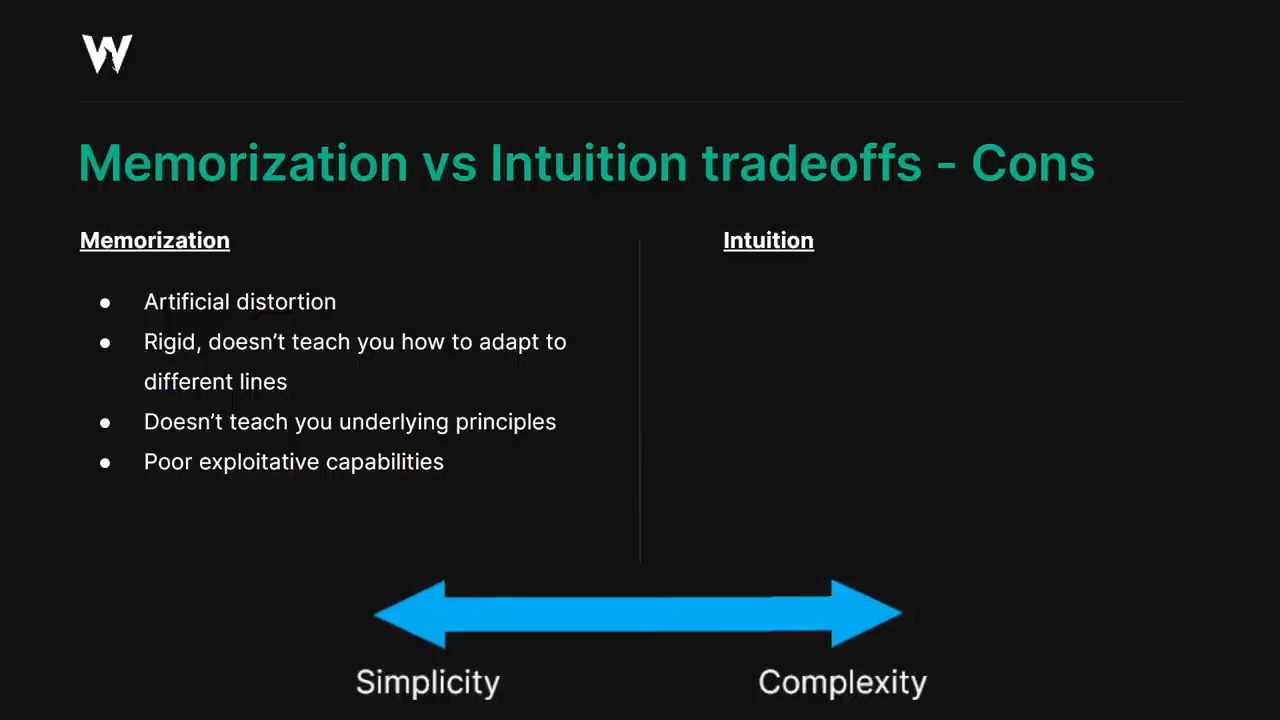 W
Memorization vs Intuition tradeoffs - Cons
Memorization
● Artificial distortion
● Rigid, doesn’t teach you how to adapt to
different lines
● Doesn’t teach you underlying principles
● Poor exploitative capabilities
Intuition
Simplicity
Complexity